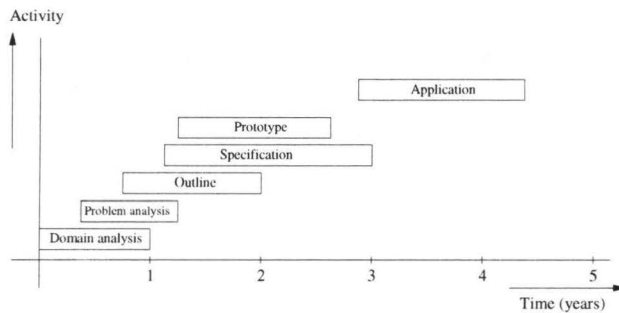 Activity
Application
Prototype
Specification
Outline
Problem analysis
Domain analysis
1 2 3 4 5
Time (years)